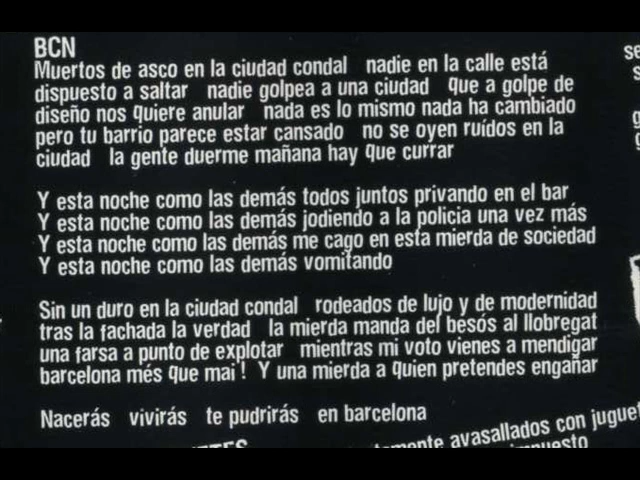 BCN
Muertos de asco en la ciudad condal nadie en la calle está
dispuesto a saltar nadie golpea a una ciudad que a golpe de
diseño nos quiere anular nada es lo mismo nada ha cambiado
pero tu barrio parece estar cansado no se oyen ruídos en la
ciudad la gente duerme mañana hay que currar
Y esta noche como las demás todos juntos privando en el bar
Y esta noche como las demás jodiendo a la policia una vez más
Y esta noche como las demás me cago en esta mierda de sociedad
Y esta noche como las demás vomitando
Sin un duro en la ciudad condal rodeados de lujo y de modernidad
tras la fachada la verdad la mierda manda del besós al llobregat
una farsa a punto de explotar mientras mi voto vienes a mendigar
barcelona més que mai ! Y una mierda a quien pretendes engañar
Nacerás vivirás te pudrirás en barcelona
avasallados con